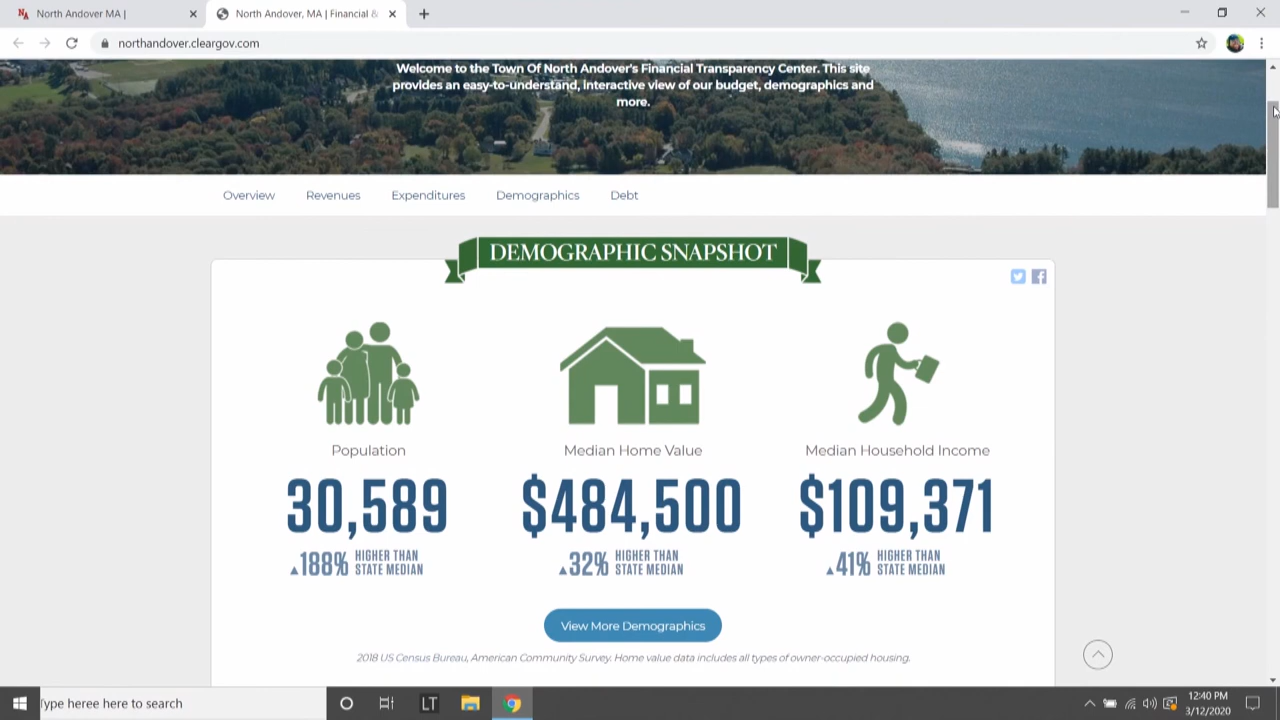 North Andover MA |
North Andover, MA | Financial &
northandover.cleargov.com
Welcome to the Town Of North Andover's Financial Transparency Center. This site
provides an easy-to-understand, interactive view of our budget, demographics and
more.
Overview Revenues Expenditures Demographics Debt
DEMOGRAPHIC SNAPSHOT
Population
30,589
▲188% HIGHER THAN
STATE MEDIAN
Median Home Value
$484,500
▲32% HIGHER THAN
STATE MEDIAN
Median Household Income
$109,371
▲41% HIGHER THAN
STATE MEDIAN
View More Demographics
2018 US Census Bureau, American Community Survey. Home value data includes all types of owner-occupied housing.
Type heree here to search
LT
12:40 PM
3/12/2020